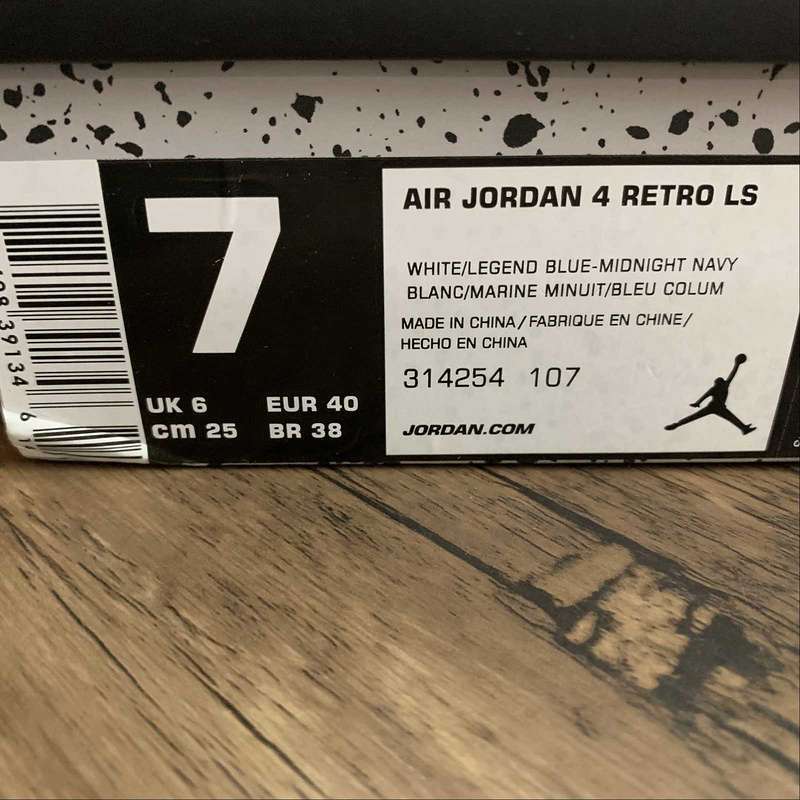 7
UK 6 EUR 40
cm 25 BR 38
AIR JORDAN 4 RETRO LS
WHITE/LEGEND BLUE-MIDNIGHT NAVY
BLANC/MARINE MINUIT/BLEU COLUM
MADE IN CHINA/FABRIQUE EN CHINE/
HECHO EN CHINA
314254 107
JORDAN.COM
39134